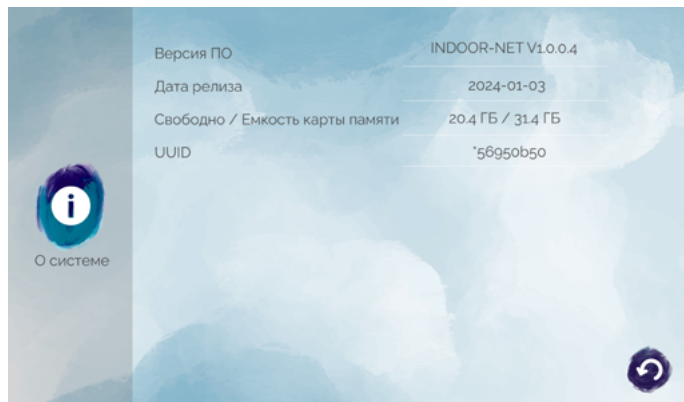 Версия ПО INDOOR-NET V1.0.0.4
Дата релиза 2024-01-03
Свободно / Емкость карты памяти 20.4 ГБ / 31.4 ГБ
UUID *56950b50
О системе